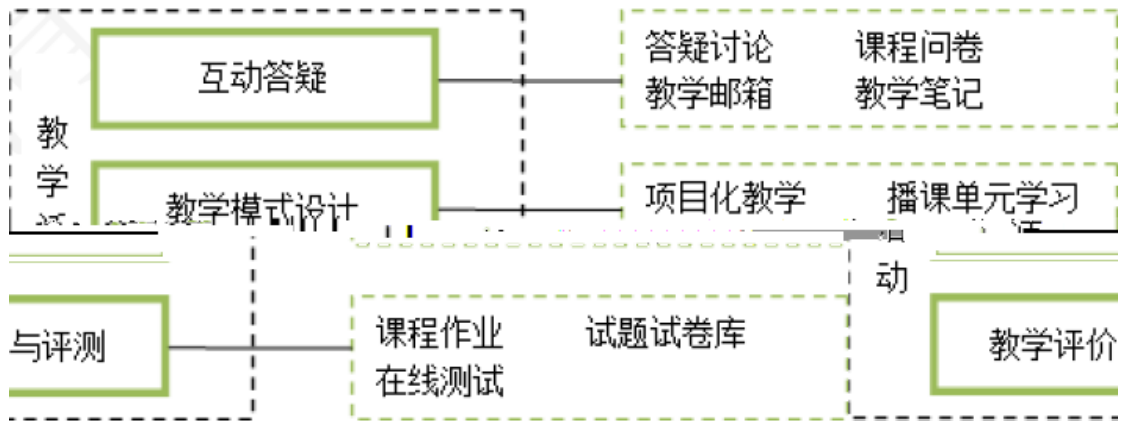 互动答疑
答疑讨论 课程问卷
教学邮箱 教学笔记
教
学
教学模式设计
项目化教学 播课单元学习
动
与评测
课程作业 试题试卷库
在线测试
教学评价